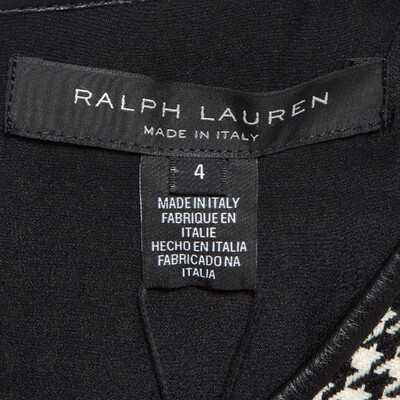 RALPH LAUREN
MADE IN ITALY
4
MADE IN ITALY
FABRIQUE EN
ITALIE
HECHO EN ITALIA
FABRICADO NA
ITALIA